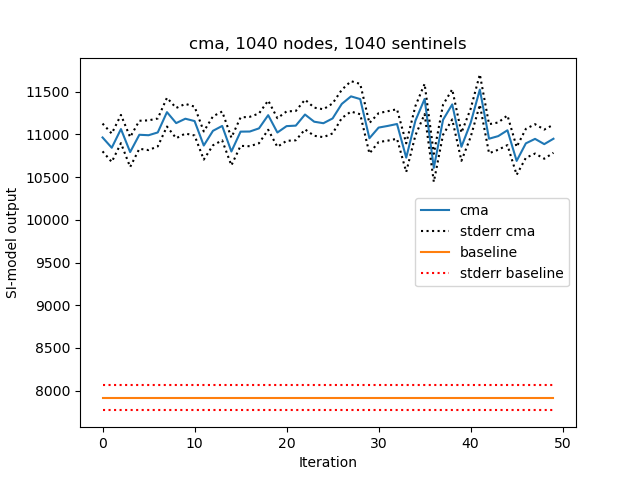 cma, 1040 nodes, 1040 sentinels
SI-model output
11500
11000
10500
10000
9500
9000
8500
8000
cma
stderr cma
baseline
stderr baseline
0 10 20 30 40 50
Iteration